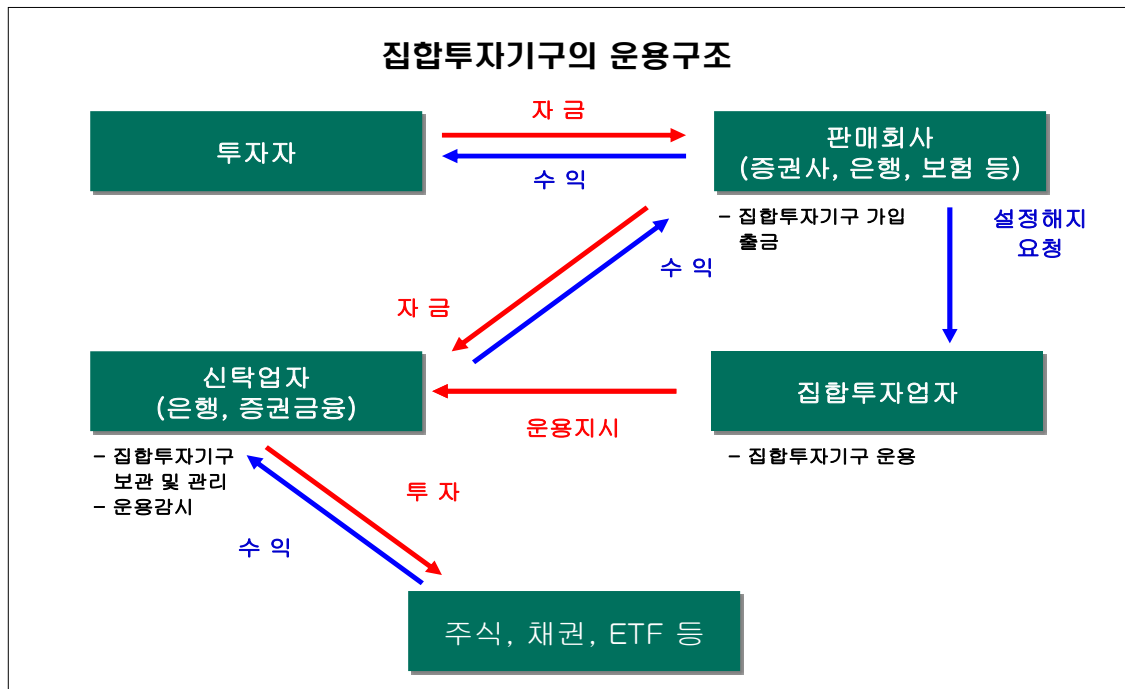 집합투자기구의 운용구조
자 금
투자자
판매회사
(증권사, 은행, 보험 등)
수 익
- 집합투자기구 가입
출금
설정해지
요청
수 익
자 금
신탁업자
(은행, 증권금융)
집합투자업자
운용지시
- 집합투자기구
보관 및 관리
- 운용감시
- 집합투자기구 운용
투 자
수 익
주식, 채권, ETF 등